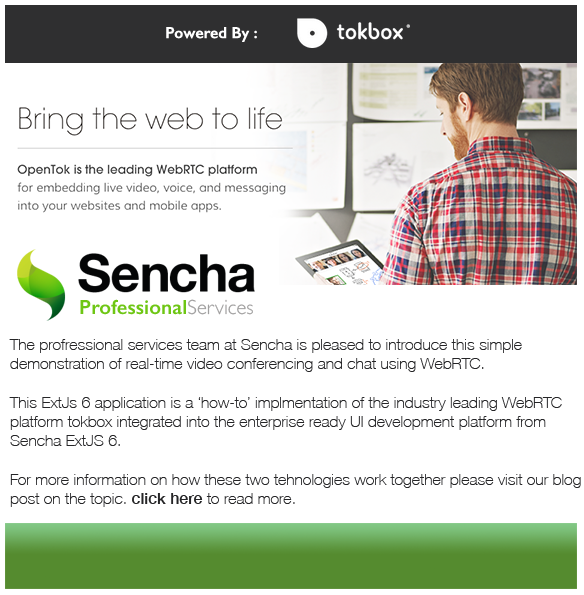 Powered By : tokbox®
Bring the web to life
OpenTok is the leading WebRTC platform
for embedding live video, voice, and messaging
into your websites and mobile apps.
Sencha
ProfessionalServices
The profressional services team at Sencha is pleased to introduce this simple
demonstration of real-time video conferencing and chat using WebRTC.
This ExtJs 6 application is a ‘how-to’ implmentation of the industry leading WebRTC
platform tokbox integrated into the enterprise ready UI development platform from
Sencha ExtJS 6.
For more information on how these two tehnologies work together please visit our blog
post on the topic. click here to read more.